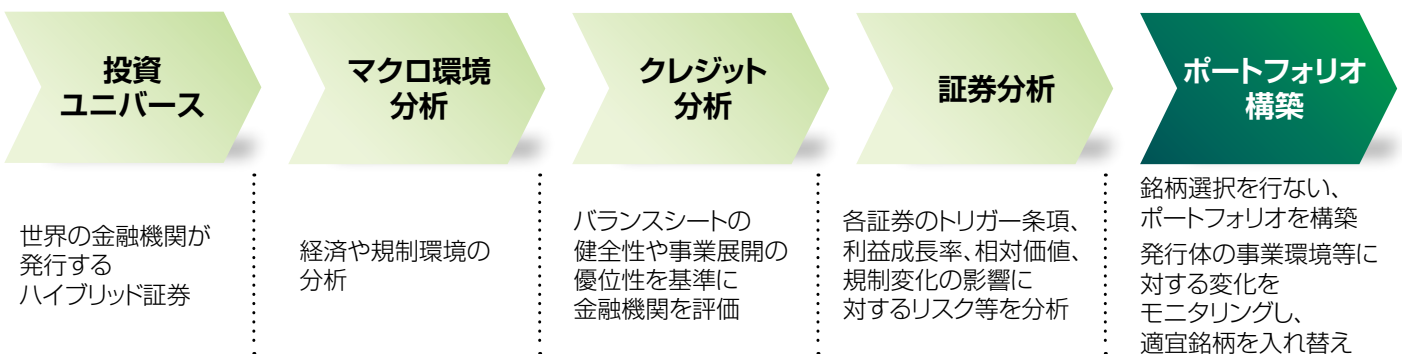 投資
ユニバース
世界の金融機関が
発行する
ハイブリッド証券
マクロ環境
分析
経済や規制環境の
分析
クレジット
分析
バランスシートの
健全性や事業展開の
優位性を基準に
金融機関を評価
証券分析
各証券のトリガー条項、
利益成長率、相対価値、
規制変化の影響に
対するリスク等を分析
ポートフォリオ
構築
銘柄選択を行ない、
ポートフォリオを構築
発行体の事業環境等に
対する変化を
モニタリングし、
適宜銘柄を入れ替え